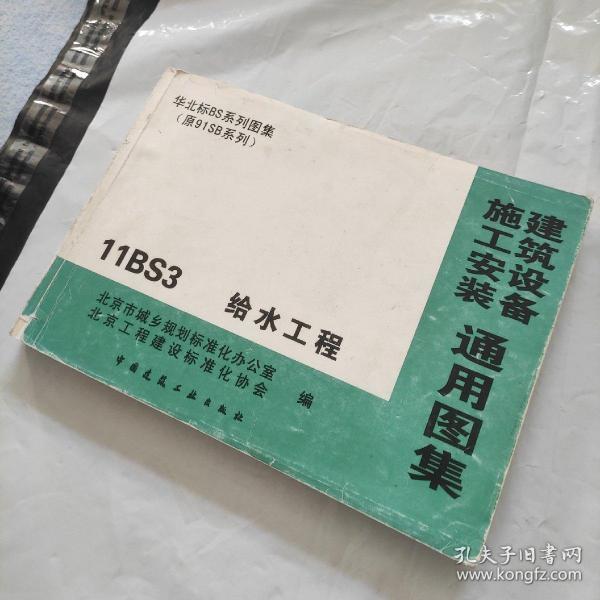 华北标BS系列图集
（原91SB系列）
11BS3 给水工程
北京市城乡规划标准化办公室
北京工程建设标准化协会 编
中国建筑工业出版社
建筑设备
施工安装
通用图集
孔夫子旧书网
www.kongfz.com